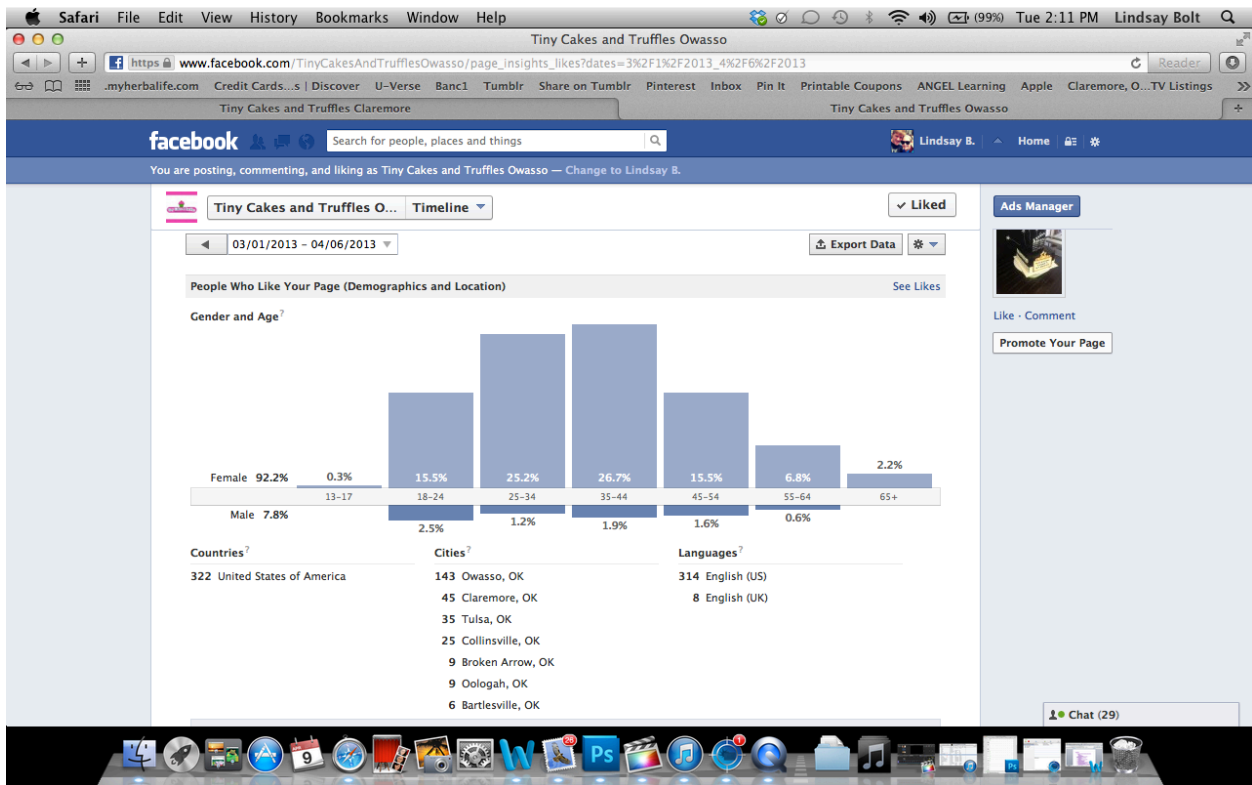 Safari File Edit View History Bookmarks Window Help (99%) Tue 2:11 PM Lindsay Bolt
Tiny Cakes and Truffles Owasso
https www.facebook.com/TinyCakesAndTrufflesOwasso/page_insights_likes?dates=3%2F1%2F2013_4%2F6%2F2013 Reader
.myherbalife.com Credit Cards...s | Discover U-Verse Banc1 Tumblr Share on Tumblr Pinterest Inbox Pin It Printable Coupons ANGEL Learning Apple Claremore, O...TV Listings
Tiny Cakes and Truffles Claremore Tiny Cakes and Truffles Owasso
facebook Search for people, places and things Lindsay B. Home
You are posting, commenting, and liking as Tiny Cakes and Truffles Owasso — Change to Lindsay B.
Tiny Cakes and Truffles O... Timeline Liked Ads Manager
03/01/2013 – 04/06/2013 Export Data
People Who Like Your Page (Demographics and Location) See Likes
Gender and Age? Like · Comment
Promote Your Page
Female 92.2% 0.3% 15.5% 25.2% 26.7% 15.5% 6.8% 2.2%
13–17 18–24 25–34 35–44 45–54 55–64 65+
Male 7.8% 2.5% 1.2% 1.9% 1.6% 0.6%
Countries? Cities? Languages?
322 United States of America 143 Owasso, OK 314 English (US)
45 Claremore, OK 8 English (UK)
35 Tulsa, OK
25 Collinsville, OK
9 Broken Arrow, OK
9 Oologah, OK
6 Bartlesville, OK
Chat (29)
APR 9 W 26 Ps 1